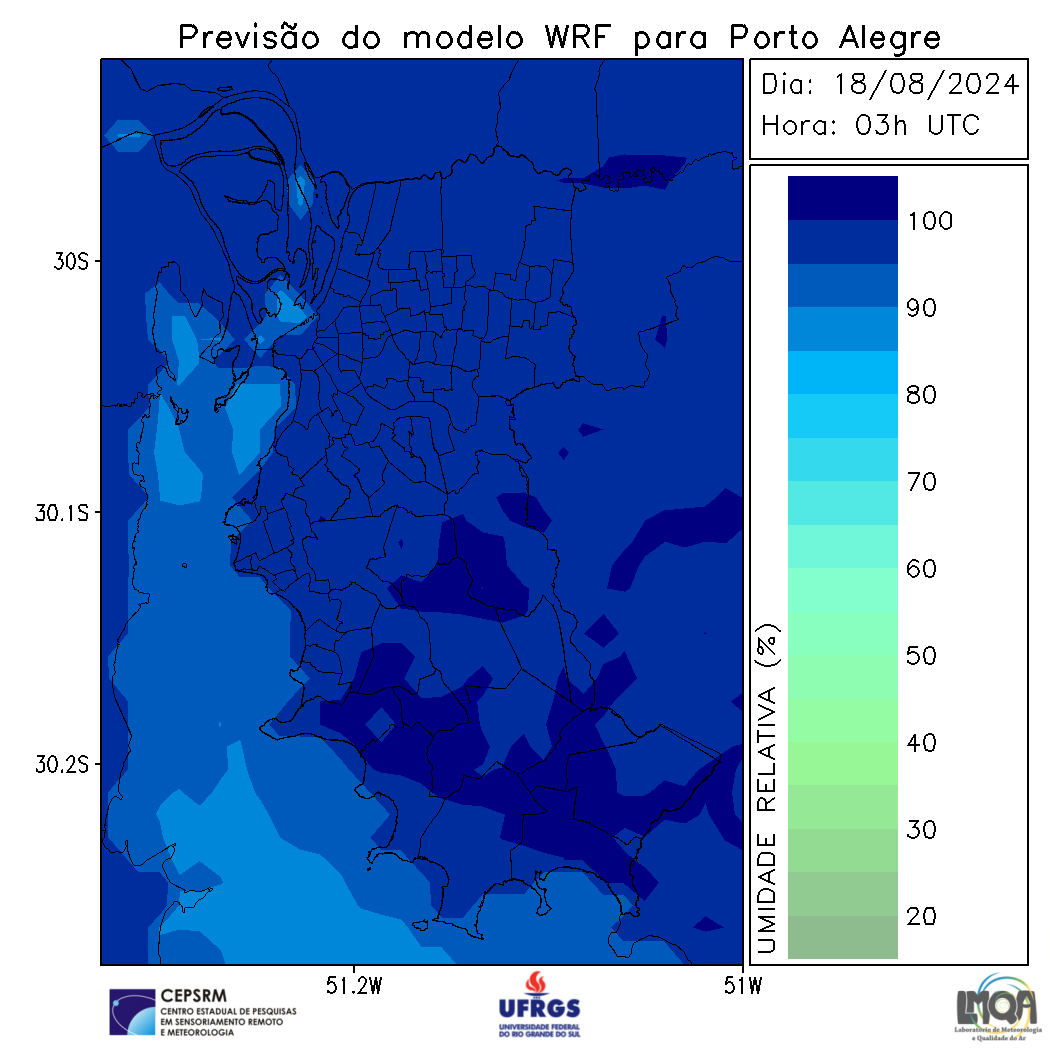 Previsão do modelo WRF para Porto Alegre
Dia: 18/08/2024
Hora: 03h UTC
30S
30.1S
30.2S
51.2W
51W
100
90
80
70
60
50
40
30
20
UMIDADE RELATIVA (%)
CEPSRM
CENTRO ESTADUAL DE PESQUISAS
EM SENSORIAMENTO REMOTO
E METEOROLOGIA
UFRGS
UNIVERSIDADE FEDERAL
DO RIO GRANDE DO SUL
LMQA
Laboratório de Meteorologia
e Qualidade do Ar